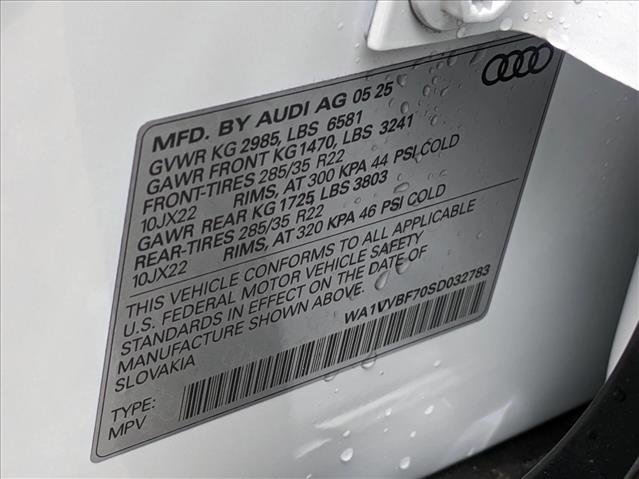 MFD. BY AUDI AG 05 25
GVWR KG 2985, LBS 6581
GAWR FRONT KG 1470, LBS 3241
FRONT-TIRES 285/35 R22
10JX22 RIMS, AT 300 KPA 44 PSI COLD
GAWR REAR KG 1725, LBS 3803
REAR-TIRES 285/35 R22
10JX22 RIMS, AT 320 KPA 46 PSI COLD
THIS VEHICLE CONFORMS TO ALL APPLICABLE
U.S. FEDERAL MOTOR VEHICLE SAFETY
STANDARDS IN EFFECT ON THE DATE OF
MANUFACTURE SHOWN ABOVE.
SLOVAKIA
WA1VVBF70SD032783
TYPE:
MPV